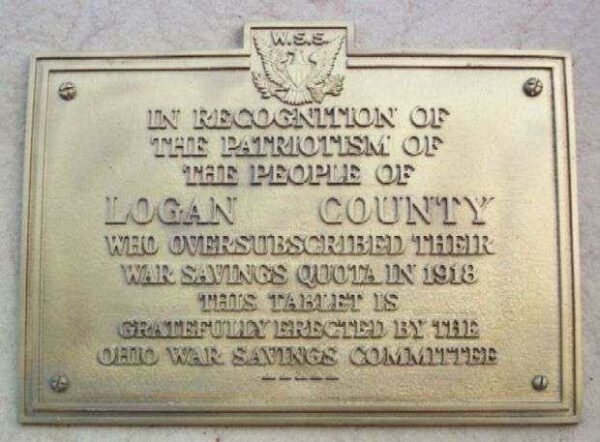 W.S.S.
IN RECOGNITION OF
THE PATRIOTISM OF
THE PEOPLE OF
LOGAN COUNTY
WHO OVERSUBSCRIBED THEIR
WAR SAVINGS QUOTA IN 1918
THIS TABLET IS
GRATEFULLY ERECTED BY THE
OHIO WAR SAVINGS COMMITTEE